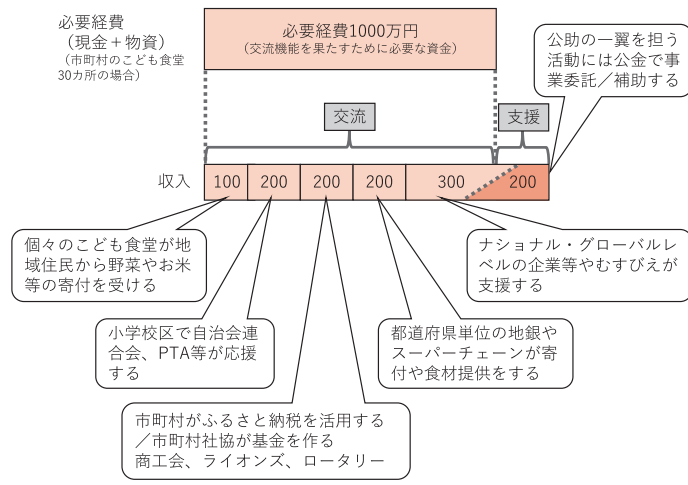 必要経費
（現金＋物資）
（市町村のこども食堂
30カ所の場合）
必要経費1000万円
（交流機能を果たすために必要な資金）
公助の一翼を担う
活動には公金で事
業委託／補助する
交流
支援
収入
100
200
200
200
300
200
個々のこども食堂が地
域住民から野菜やお米
等の寄付を受ける
ナショナル・グローバルレ
ベルの企業等やむすびえが
支援する
小学校区で自治会連
合会、PTA等が応援
する
都道府県単位の地銀や
スーパーチェーンが寄
付や食材提供をする
市町村がふるさと納税を活用する
／市町村社協が基金を作る
商工会、ライオンズ、ロータリー